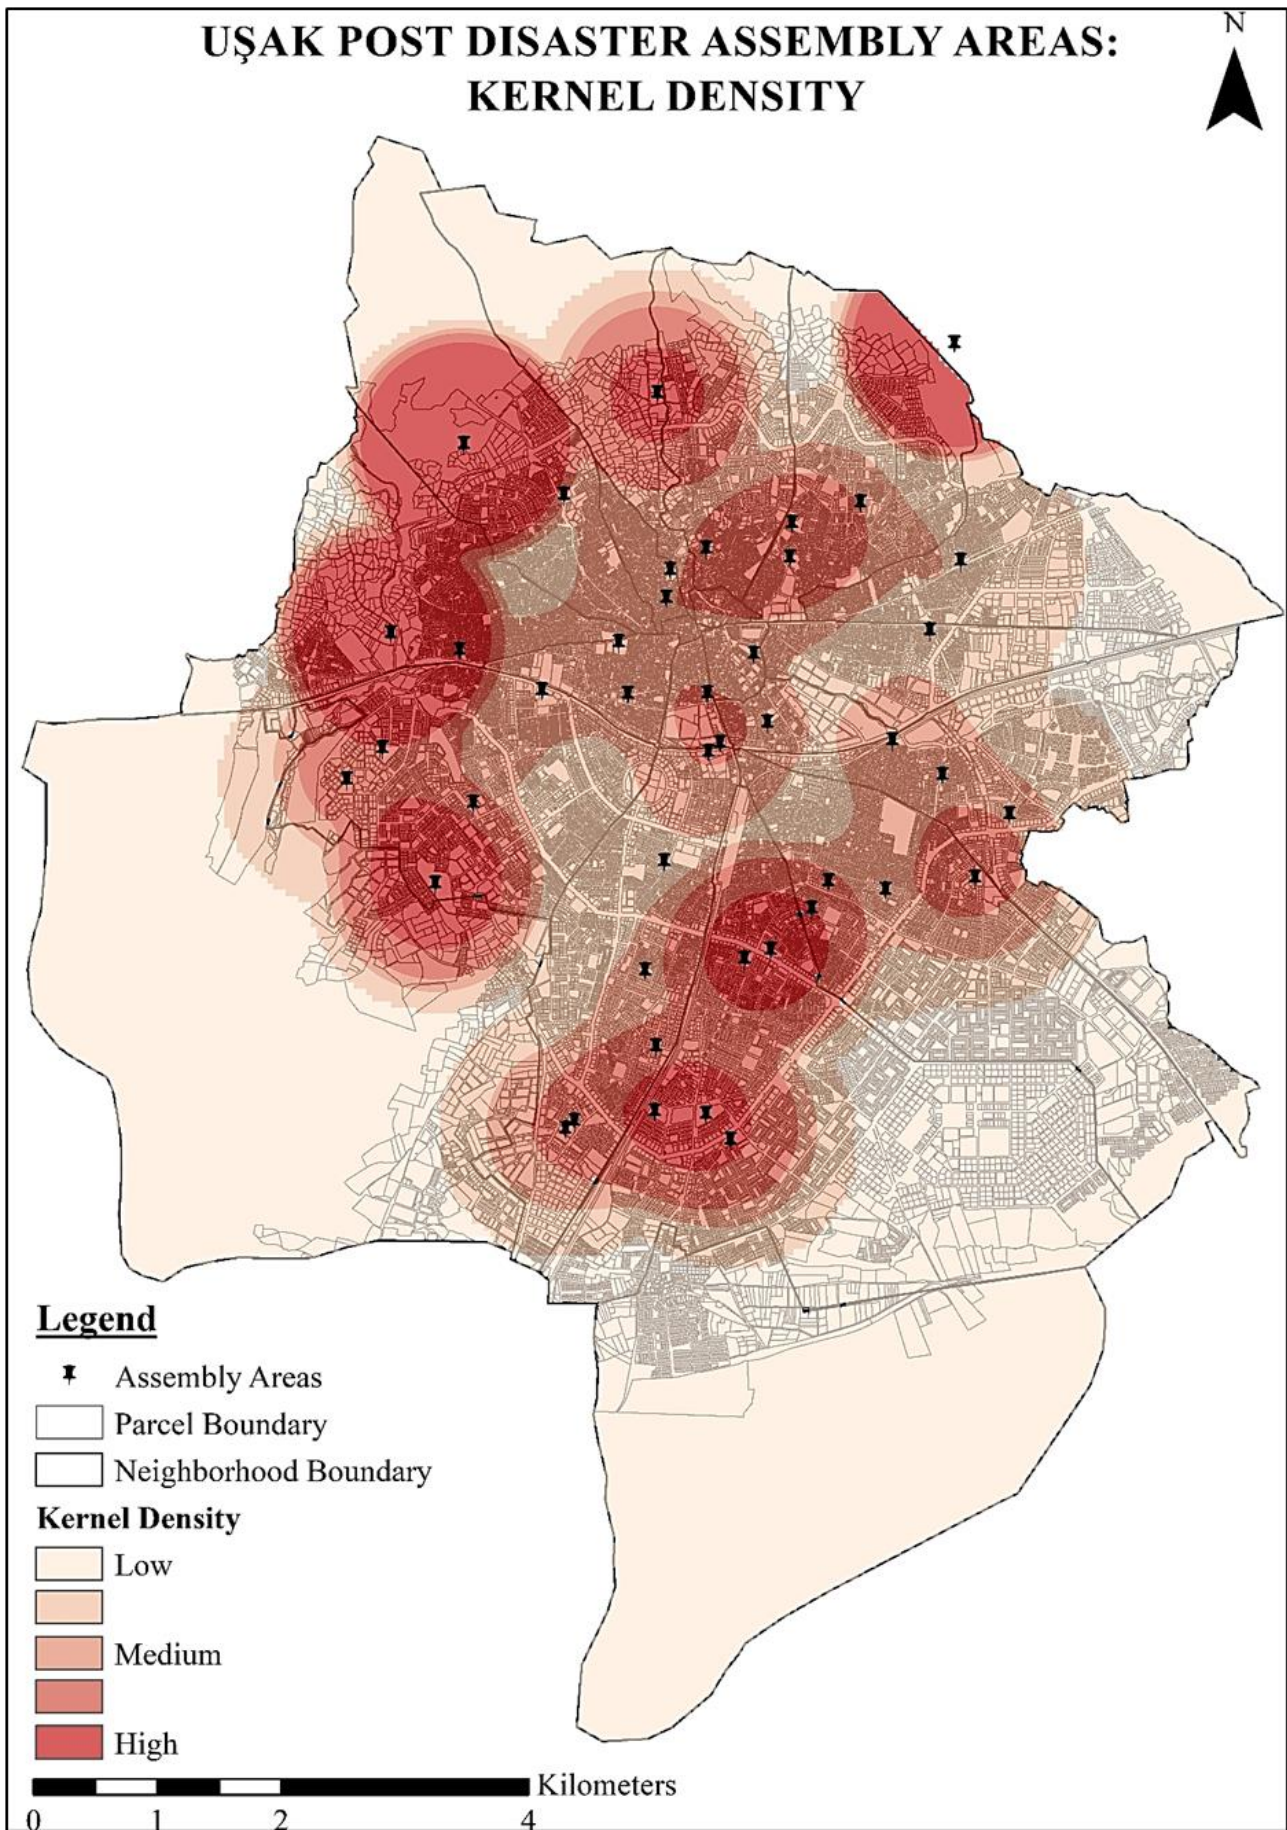 UŞAK POST DISASTER ASSEMBLY AREAS:
KERNEL DENSITY
N
Legend
Assembly Areas
Parcel Boundary
Neighborhood Boundary
Kernel Density
Low
Medium
High
Kilometers
0 1 2 4